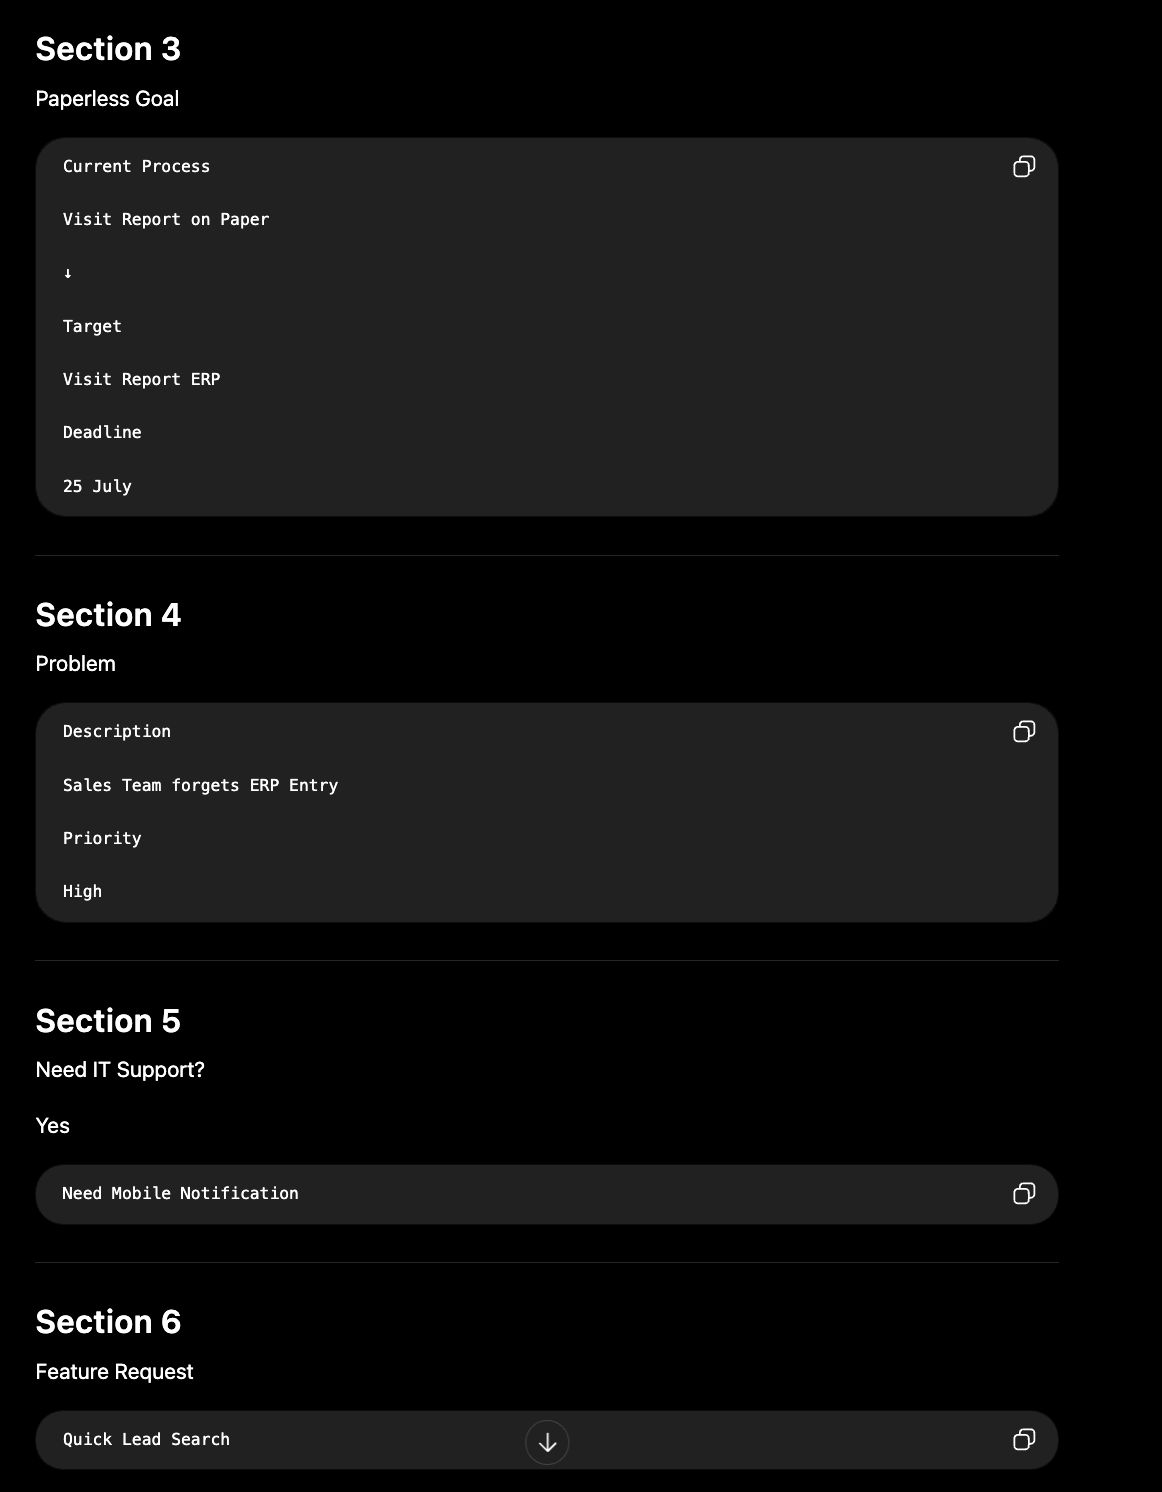 Section 3
Paperless Goal
Current Process
Visit Report on Paper
↓
Target
Visit Report ERP
Deadline
25 July
Section 4
Problem
Description
Sales Team forgets ERP Entry
Priority
High
Section 5
Need IT Support?
Yes
Need Mobile Notification
Section 6
Feature Request
Quick Lead Search